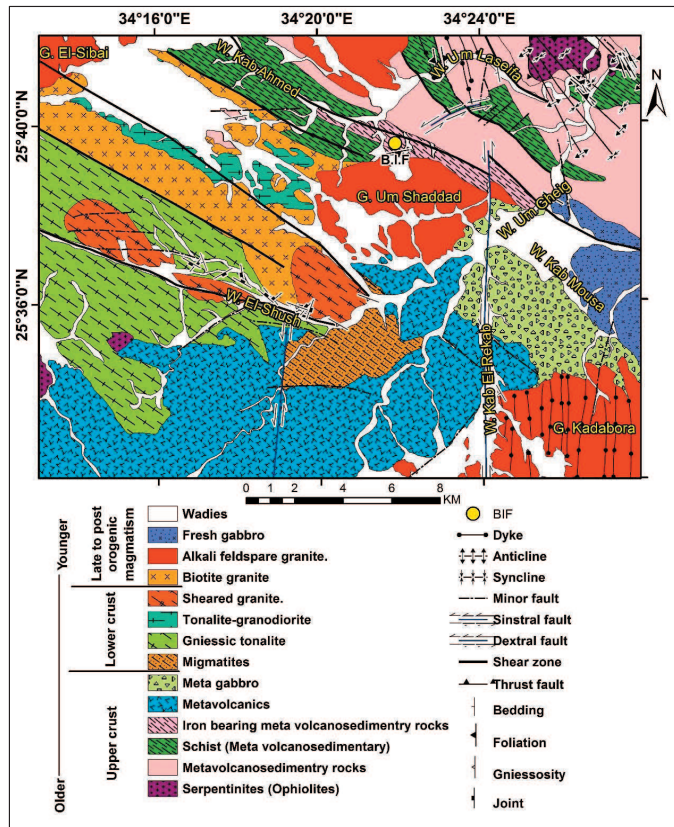 34°16'0"E 34°20'0"E 34°24'0"E
G. El-Sibai
W. Kab Ahmed
W. Um Laseifa
N
25°40'0"N
B.I.F
G. Um Shaddad
W. Um Gheig
W. Kab Mousa
25°36'0"N
W. El-Shush
W. Kab El-Rekab
G. Kadabora
0 1 2 4 6 8
KM
Younger
Older
Late to post
orogenic
magmatism
Lower crust
Upper crust
Wadies
Fresh gabbro
Alkali feldspare granite.
Biotite granite
Sheared granite.
Tonalite-granodiorite
Gniessic tonalite
Migmatites
Meta gabbro
Metavolcanics
Iron bearing meta volcanosedimentry rocks
Schist (Meta volcanosedimentary)
Metavolcanosedimentry rocks
Serpentinites (Ophiolites)
BIF
Dyke
Anticline
Syncline
Minor fault
Sinstral fault
Dextral fault
Shear zone
Thrust fault
Bedding
Foliation
Gniessosity
Joint